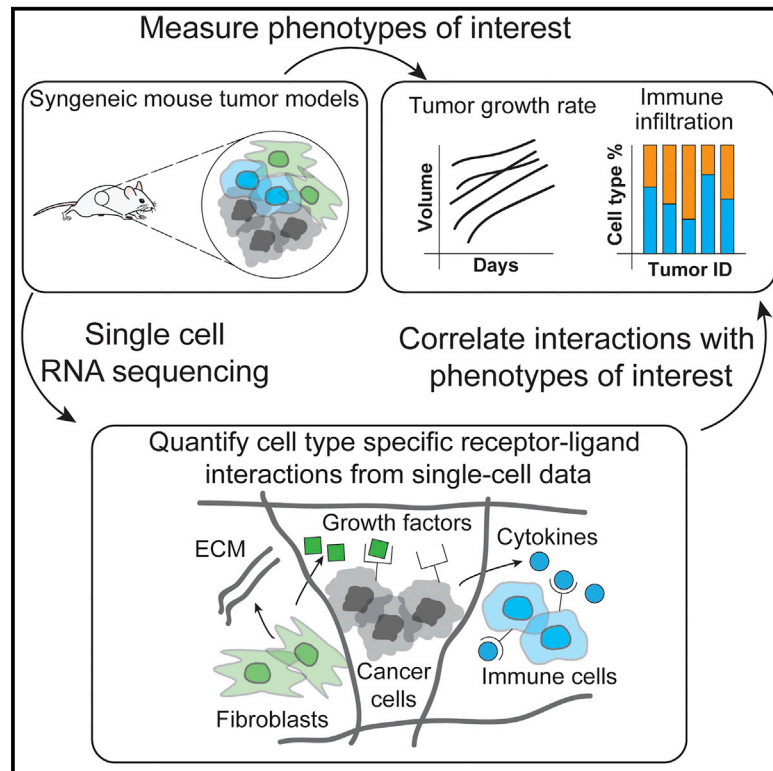 Measure phenotypes of interest
Syngeneic mouse tumor models
Tumor growth rate
Volume
Days
Immune
infiltration
Cell type %
Tumor ID
Single cell
RNA sequencing
Correlate interactions with
phenotypes of interest
Quantify cell type specific receptor-ligand
interactions from single-cell data
ECM
Growth factors
Cytokines
Fibroblasts
Cancer
cells
Immune cells